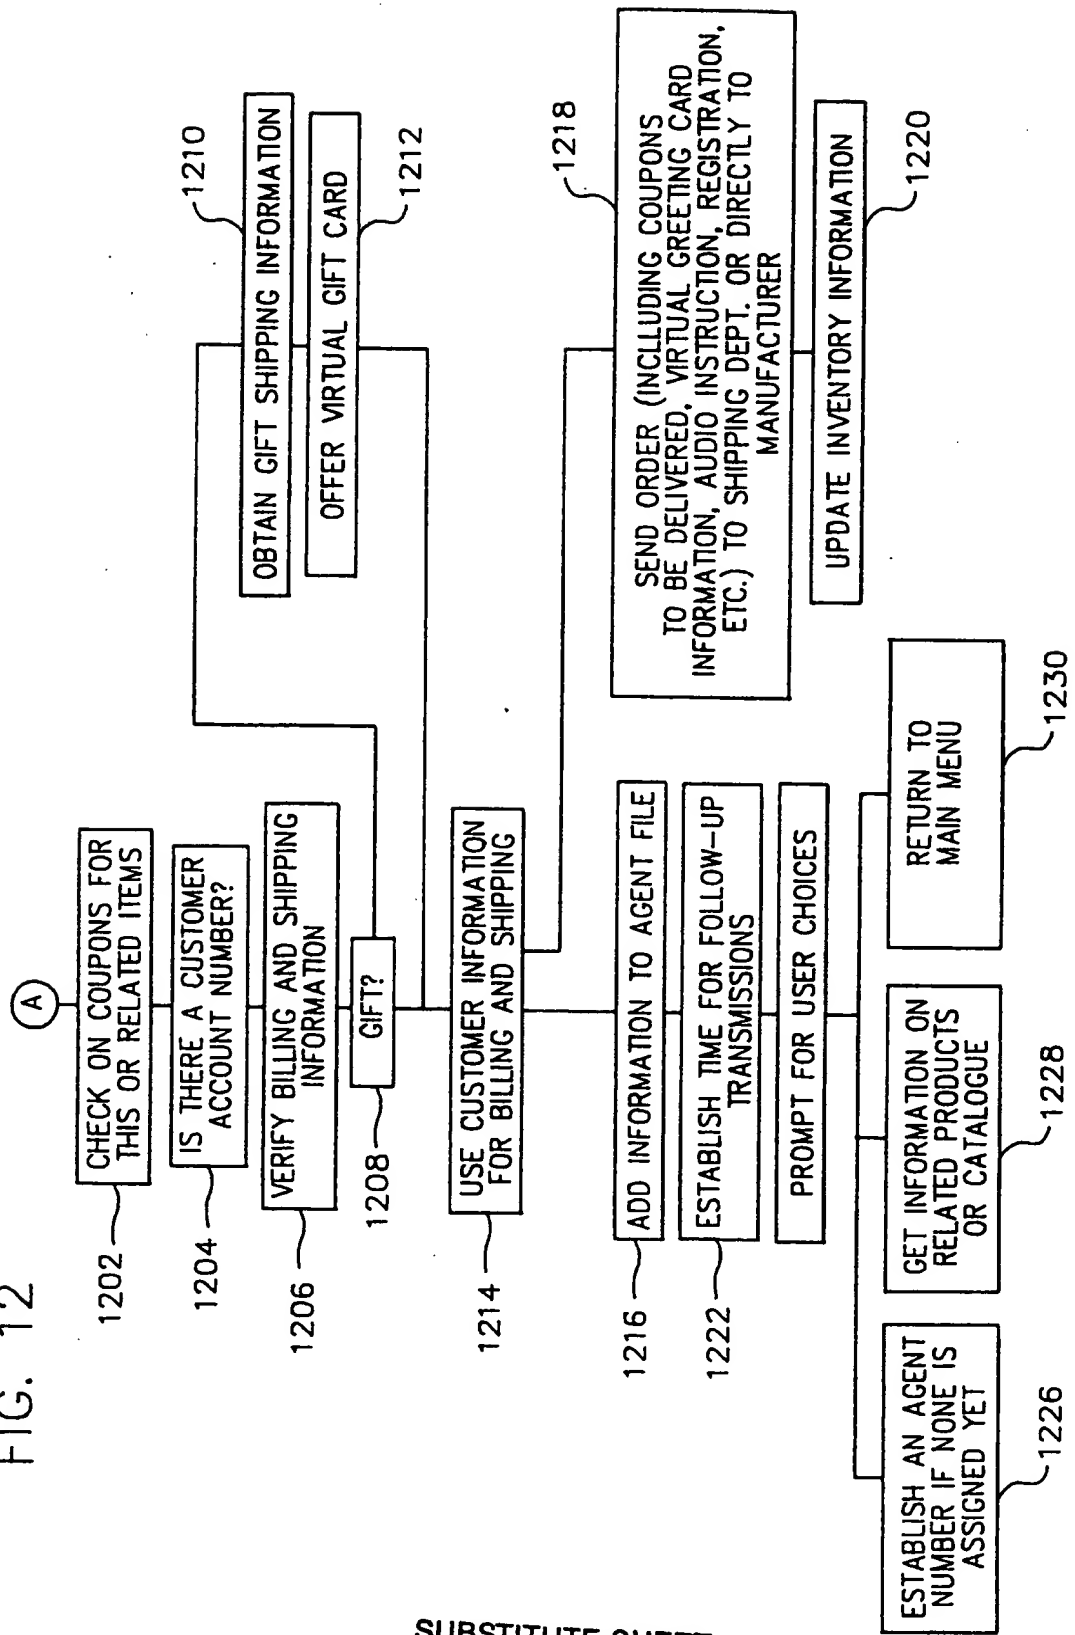 FIG. 12
A
CHECK ON COUPONS FOR
THIS OR RELATED ITEMS
1202
IS THERE A CUSTOMER
ACCOUNT NUMBER?
1204
VERIFY BILLING AND SHIPPING
INFORMATION
1206
GIFT?
1208
OBTAIN GIFT SHIPPING INFORMATION
1210
OFFER VIRTUAL GIFT CARD
1212
USE CUSTOMER INFORMATION
FOR BILLING AND SHIPPING
1214
SEND ORDER (INCLUDING COUPONS
TO BE DELIVERED, VIRTUAL GREETING CARD
INFORMATION, AUDIO INSTRUCTION, REGISTRATION,
ETC.) TO SHIPPING DEPT. OR DIRECTLY TO
MANUFACTURER
1218
UPDATE INVENTORY INFORMATION
1220
ADD INFORMATION TO AGENT FILE
1216
ESTABLISH TIME FOR FOLLOW-UP
TRANSMISSIONS
1222
PROMPT FOR USER CHOICES
ESTABLISH AN AGENT
NUMBER IF NONE IS
ASSIGNED YET
1226
GET INFORMATION ON
RELATED PRODUCTS
OR CATALOGUE
1228
RETURN TO
MAIN MENU
1230
SUBSTITUTE SHEET